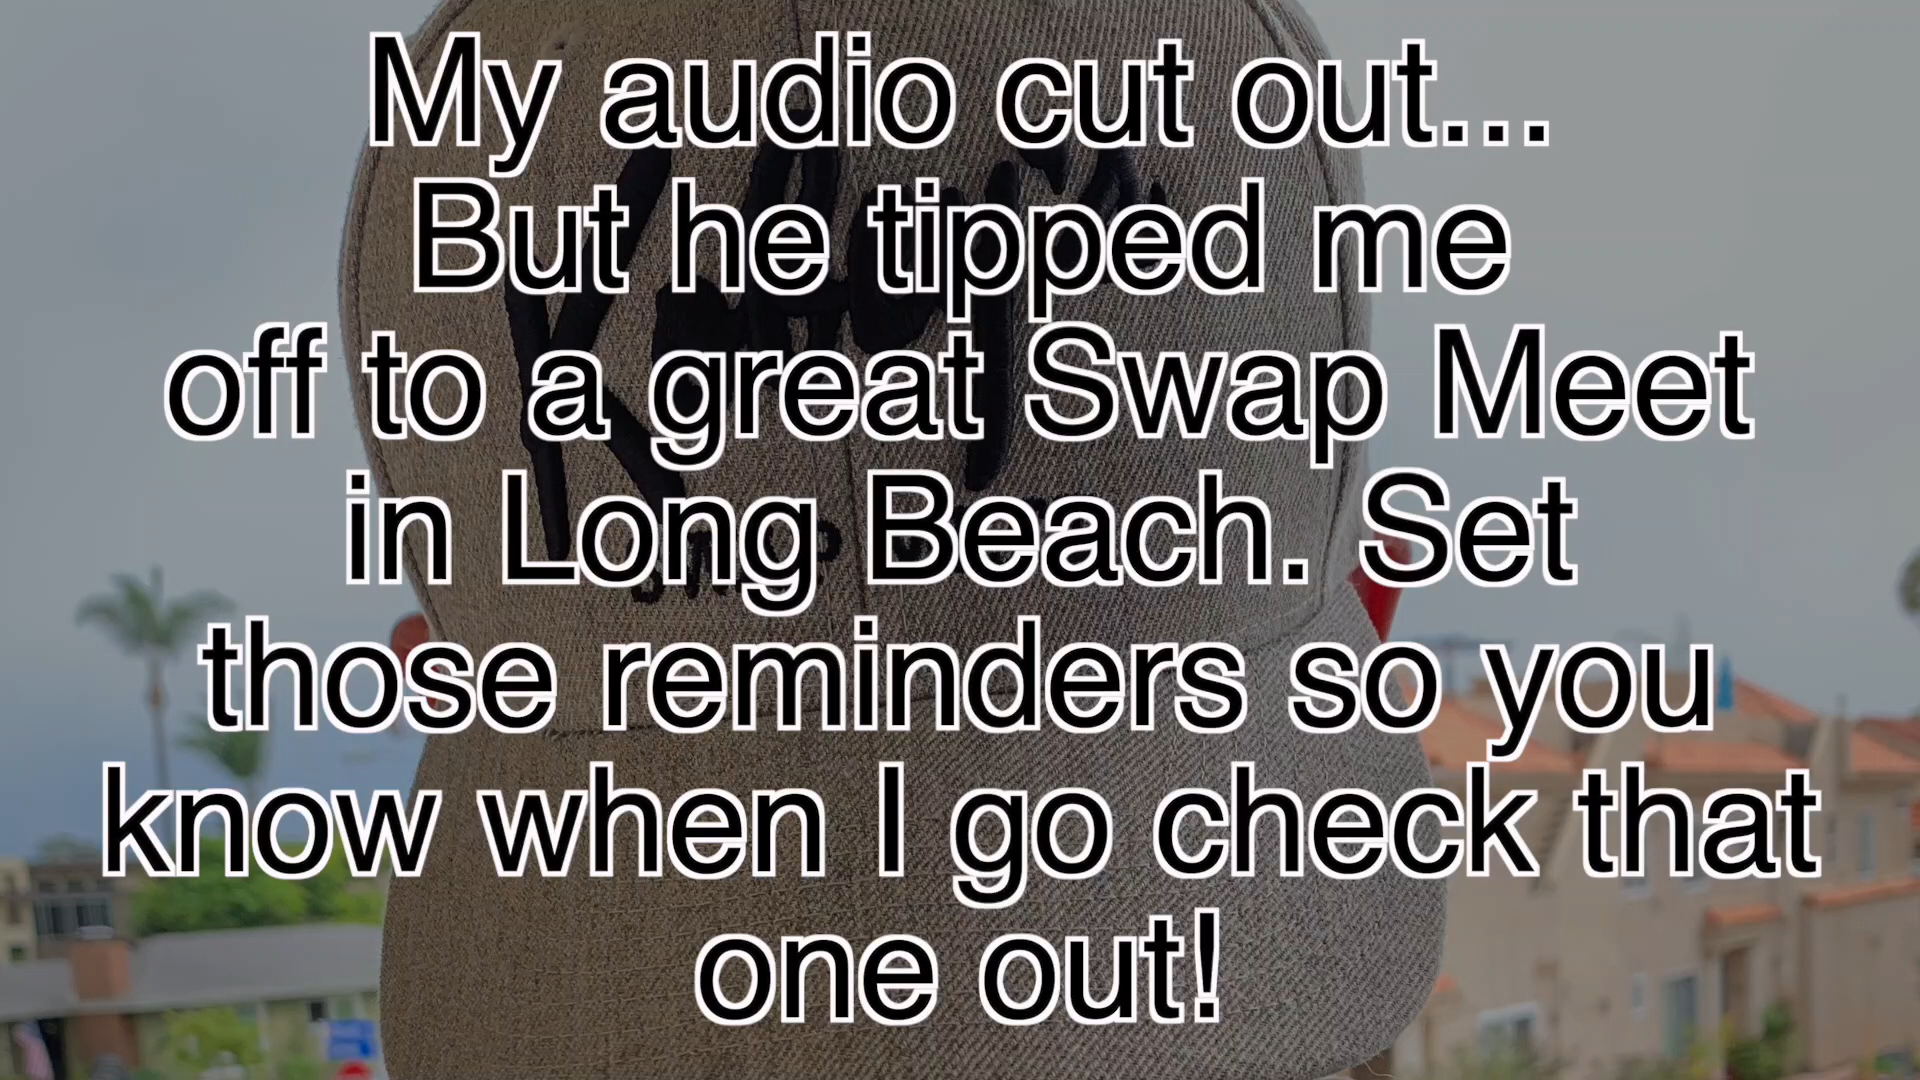 My audio cut out...
But he tipped me
off to a great Swap Meet
in Long Beach. Set
those reminders so you
know when I go check that
one out!